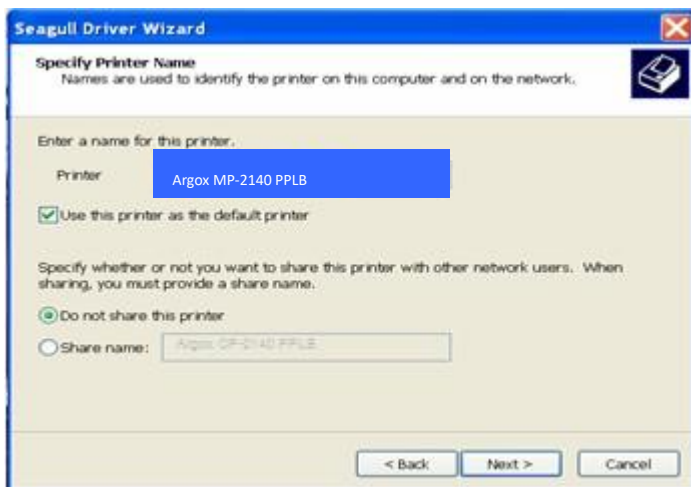 Seagull Driver Wizard
Specify Printer Name
Names are used to identify the printer on this computer and on the network.
Enter a name for this printer.
Printer
Argox MP-2140 PPLB
Use this printer as the default printer
Specify whether or not you want to share this printer with other network users. When
sharing, you must provide a share name.
Do not share this printer
Share name: Argox OP-2140 PPLB
< Back Next > Cancel